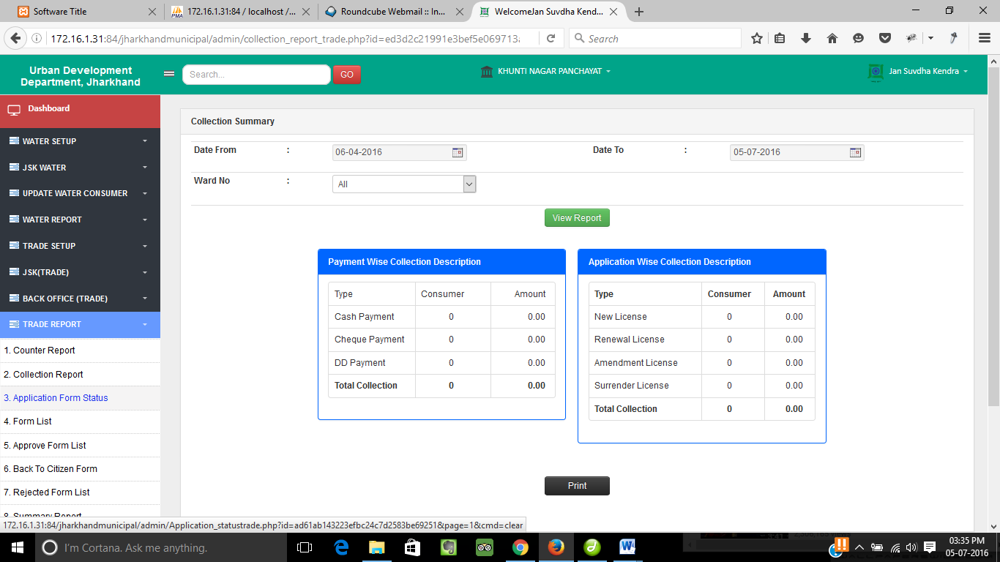 Software Title
172.16.1.31:84 / localhost /...
Roundcube Webmail :: In...
WelcomeJan Suvdha Kend...
172.16.1.31:84/jharkhandmunicipal/admin/collection_report_trade.php?id=ed3d2c21991e3bef5e069713
Search
Urban Development
Department, Jharkhand
Search...
GO
KHUNTI NAGAR PANCHAYAT
Jan Suvdha Kendra
Dashboard
WATER SETUP
JSK WATER
UPDATE WATER CONSUMER
WATER REPORT
TRADE SETUP
JSK(TRADE)
BACK OFFICE (TRADE)
TRADE REPORT
1. Counter Report
2. Collection Report
3. Application Form Status
4. Form List
5. Approve Form List
6. Back To Citizen Form
7. Rejected Form List
8. Summary Report
Collection Summary
Date From : 06-04-2016 Date To : 05-07-2016
Ward No : All
View Report
Payment Wise Collection Description
Type Consumer Amount
Cash Payment 0 0.00
Cheque Payment 0 0.00
DD Payment 0 0.00
Total Collection 0 0.00
Application Wise Collection Description
Type Consumer Amount
New License 0 0.00
Renewal License 0 0.00
Amendment License 0 0.00
Surrender License 0 0.00
Total Collection 0 0.00
Print
172.16.1.31:84/jharkhandmunicipal/admin/Application_statustrade.php?id=ad61ab143223efbc24c7d2583be69251&page=1&cmd=clear
I'm Cortana. Ask me anything.
03:35 PM
05-07-2016